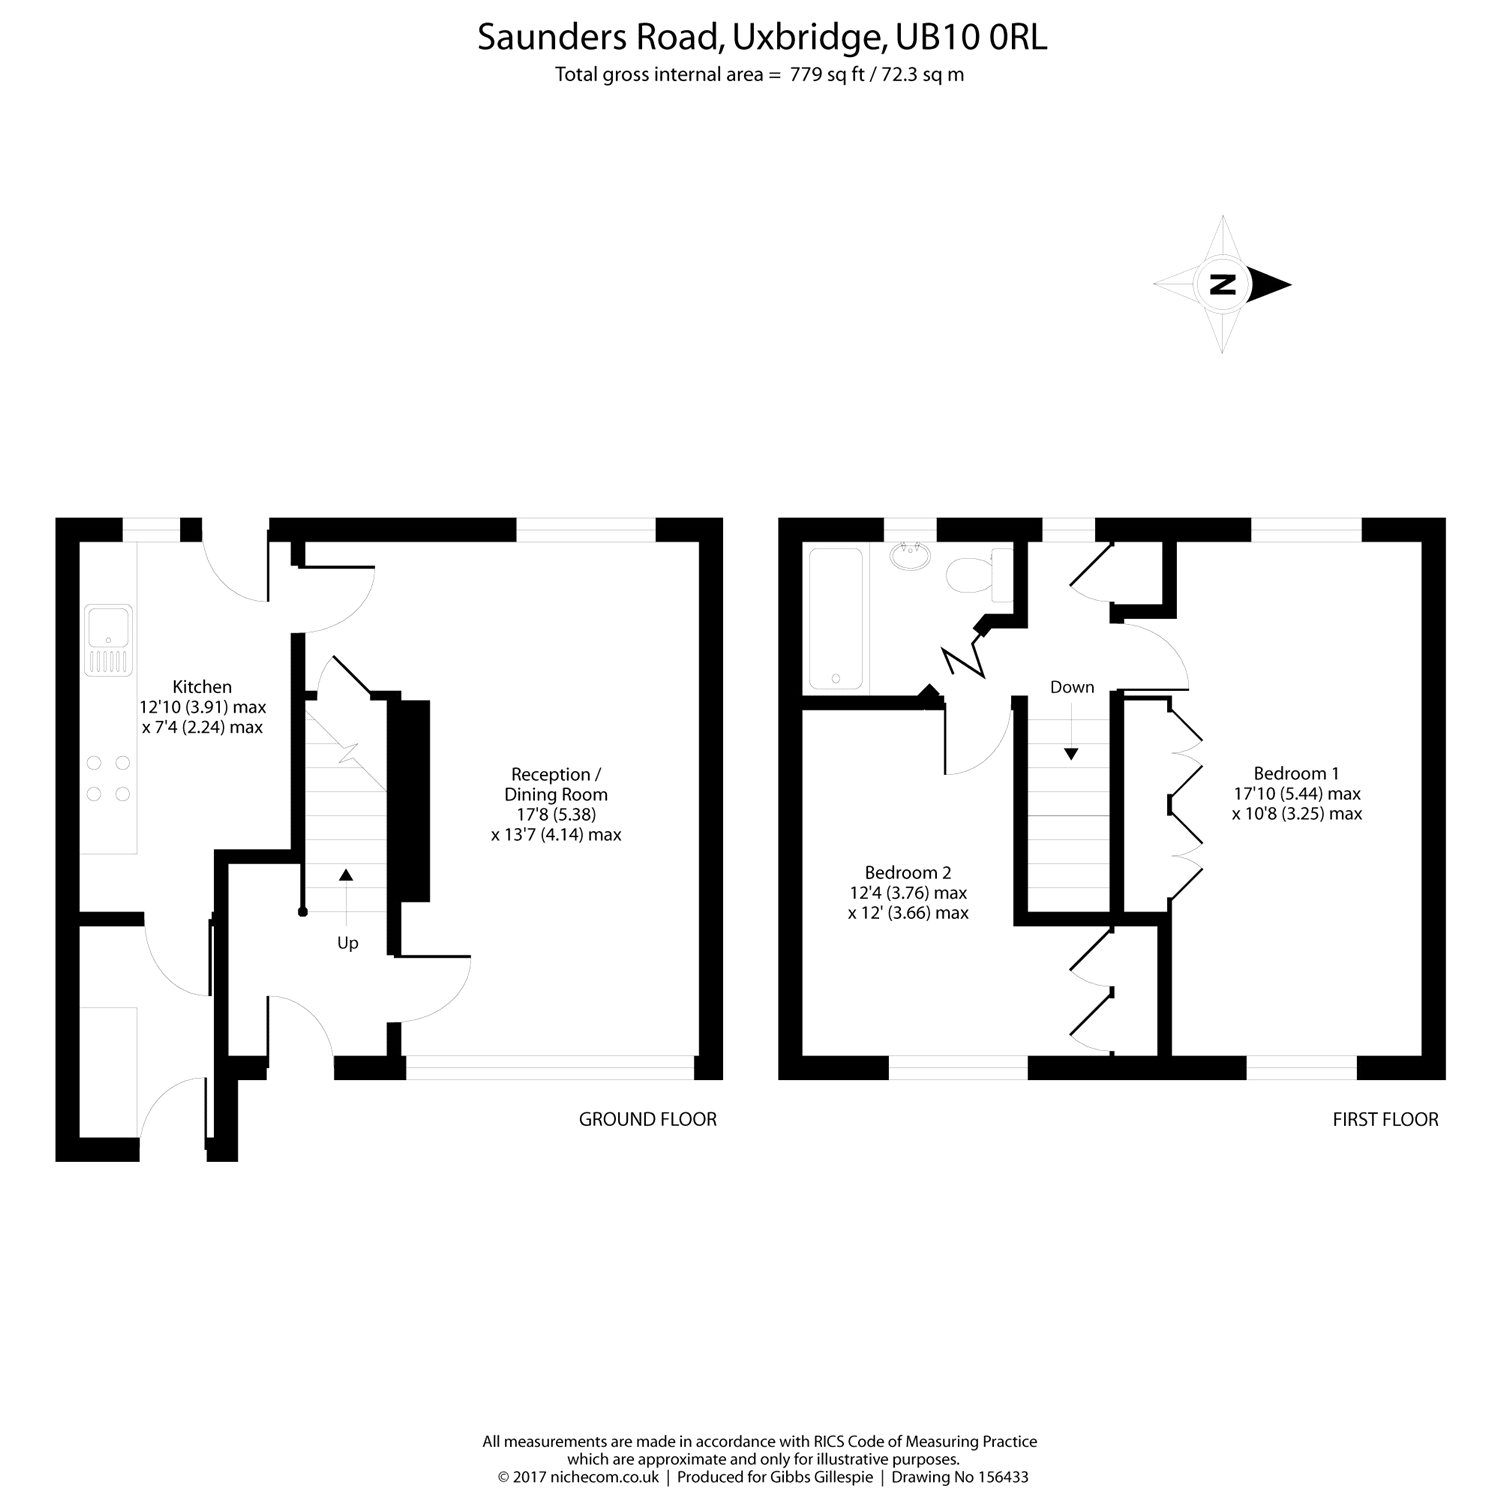 Saunders Road, Uxbridge, UB10 0RL
Total gross internal area = 779 sq ft / 72.3 sq m
N
Kitchen
12'10 (3.91) max
x 7'4 (2.24) max
Reception /
Dining Room
17'8 (5.38)
x 13'7 (4.14) max
Up
GROUND FLOOR
Down
Bedroom 1
17'10 (5.44) max
x 10'8 (3.25) max
Bedroom 2
12'4 (3.76) max
x 12' (3.66) max
FIRST FLOOR
All measurements are made in accordance with RICS Code of Measuring Practice
which are approximate and only for illustrative purposes.
© 2017 nichecom.co.uk | Produced for Gibbs Gillespie | Drawing No 156433